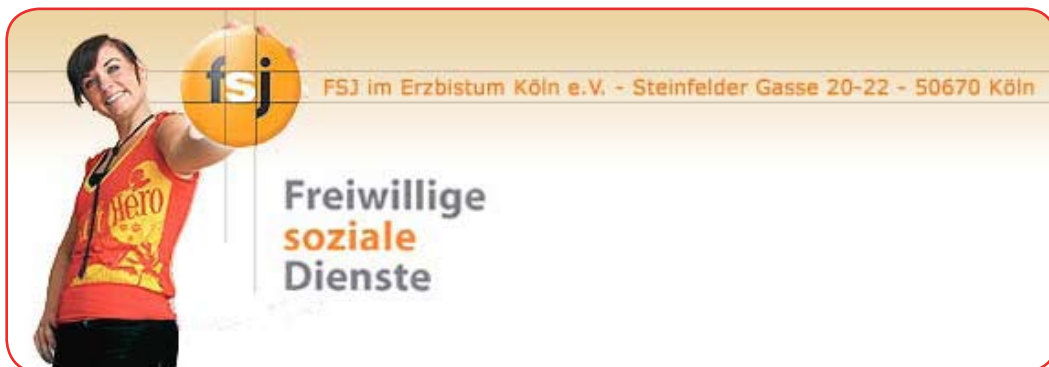 fsj
FSJ im Erzbistum Köln e.V. - Steinfelder Gasse 20-22 - 50670 Köln
Freiwillige
soziale
Dienste
Hero